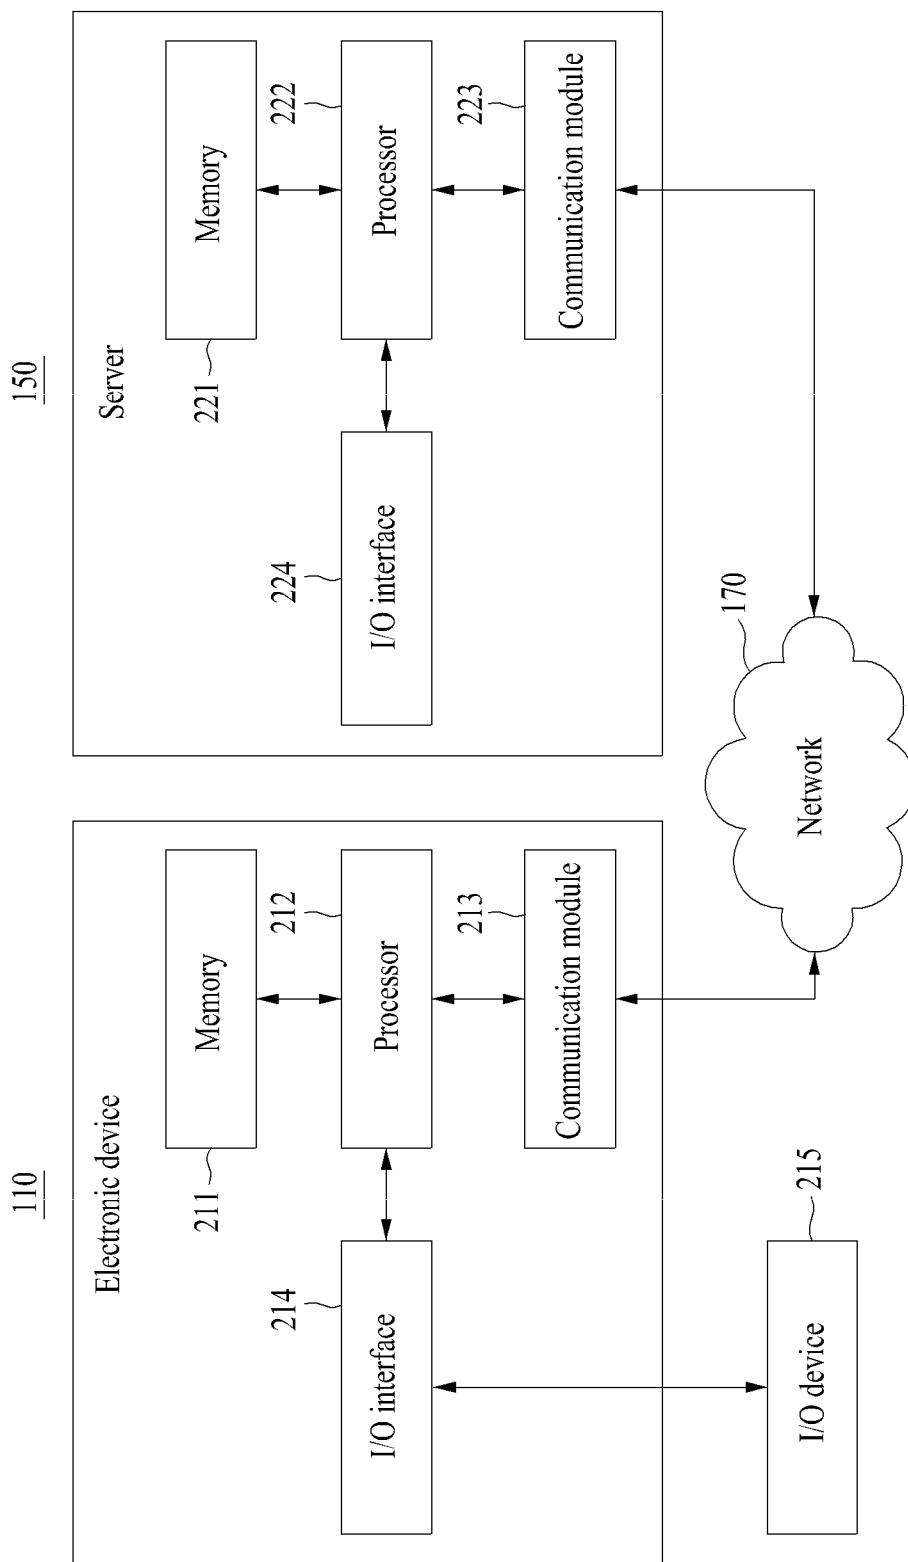 110
Electronic device
211
Memory
212
Processor
213
Communication module
214
I/O interface
215
I/O device
150
Server
221
Memory
222
Processor
223
Communication module
224
I/O interface
170
Network